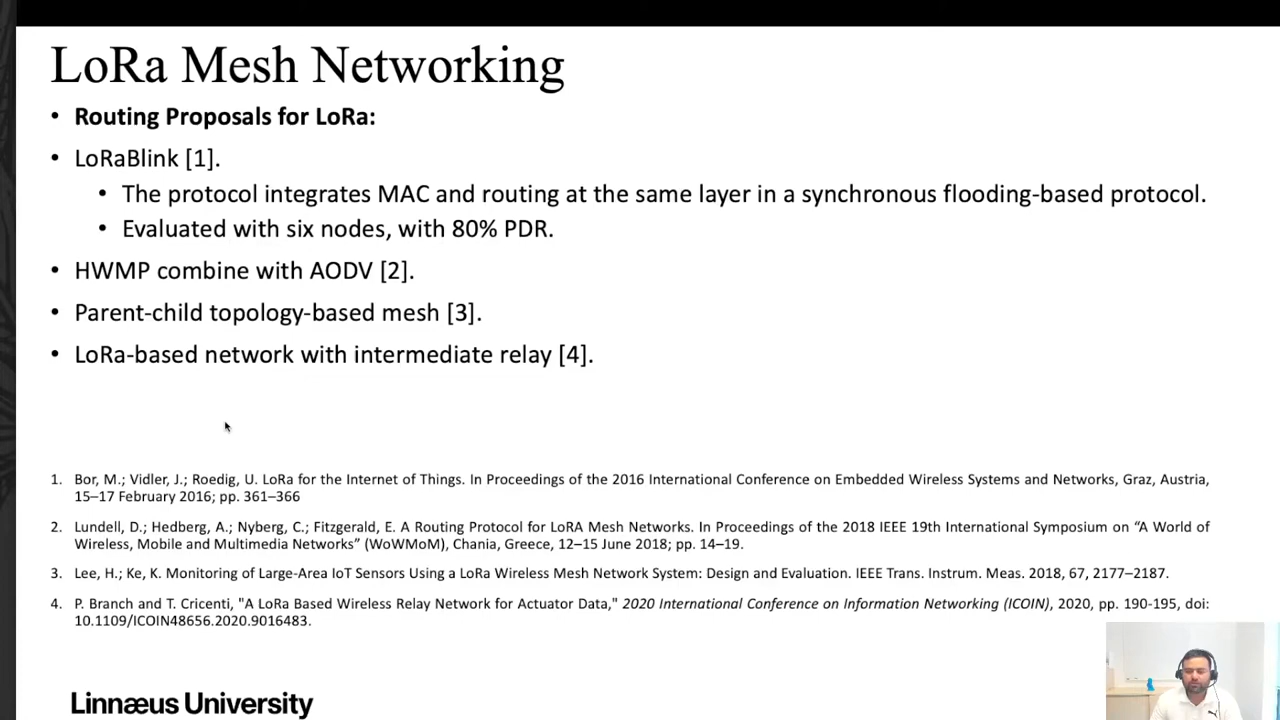 LoRa Mesh Networking
• Routing Proposals for LoRa:
• LoRaBlink [1].
• The protocol integrates MAC and routing at the same layer in a synchronous flooding-based protocol.
• Evaluated with six nodes, with 80% PDR.
• HWMP combine with AODV [2].
• Parent-child topology-based mesh [3].
• LoRa-based network with intermediate relay [4].
1. Bor, M.; Vidler, J.; Roedig, U. LoRa for the Internet of Things. In Proceedings of the 2016 International Conference on Embedded Wireless Systems and Networks, Graz, Austria,
15–17 February 2016; pp. 361–366
2. Lundell, D.; Hedberg, A.; Nyberg, C.; Fitzgerald, E. A Routing Protocol for LoRA Mesh Networks. In Proceedings of the 2018 IEEE 19th International Symposium on “A World of
Wireless, Mobile and Multimedia Networks” (WoWMoM), Chania, Greece, 12–15 June 2018; pp. 14–19.
3. Lee, H.; Ke, K. Monitoring of Large-Area IoT Sensors Using a LoRa Wireless Mesh Network System: Design and Evaluation. IEEE Trans. Instrum. Meas. 2018, 67, 2177–2187.
4. P. Branch and T. Cricenti, "A LoRa Based Wireless Relay Network for Actuator Data," 2020 International Conference on Information Networking (ICOIN), 2020, pp. 190-195, doi:
10.1109/ICOIN48656.2020.9016483.
Linnæus University